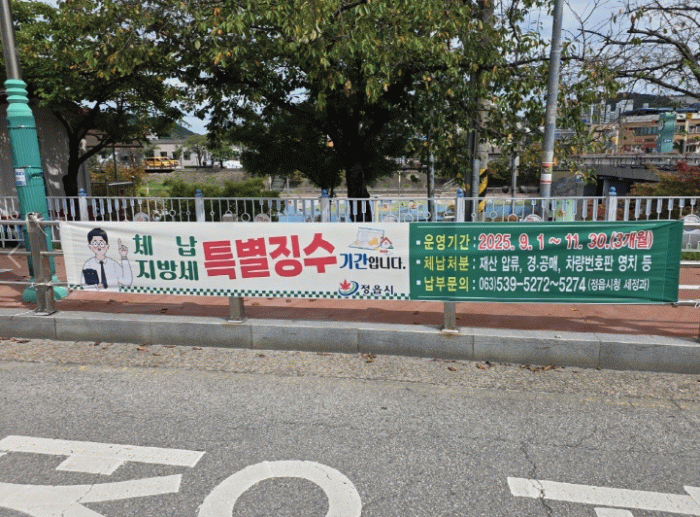 체 납
지방세
특별징수
기간입니다.
정읍시
· 운영기간 : 2025. 9. 1 ~ 11. 30.(3개월)
· 체납처분 : 재산 압류, 경·공매, 차량번호판 영치 등
· 납부문의 : 063)539-5272~5274 (정읍시청 세정과)